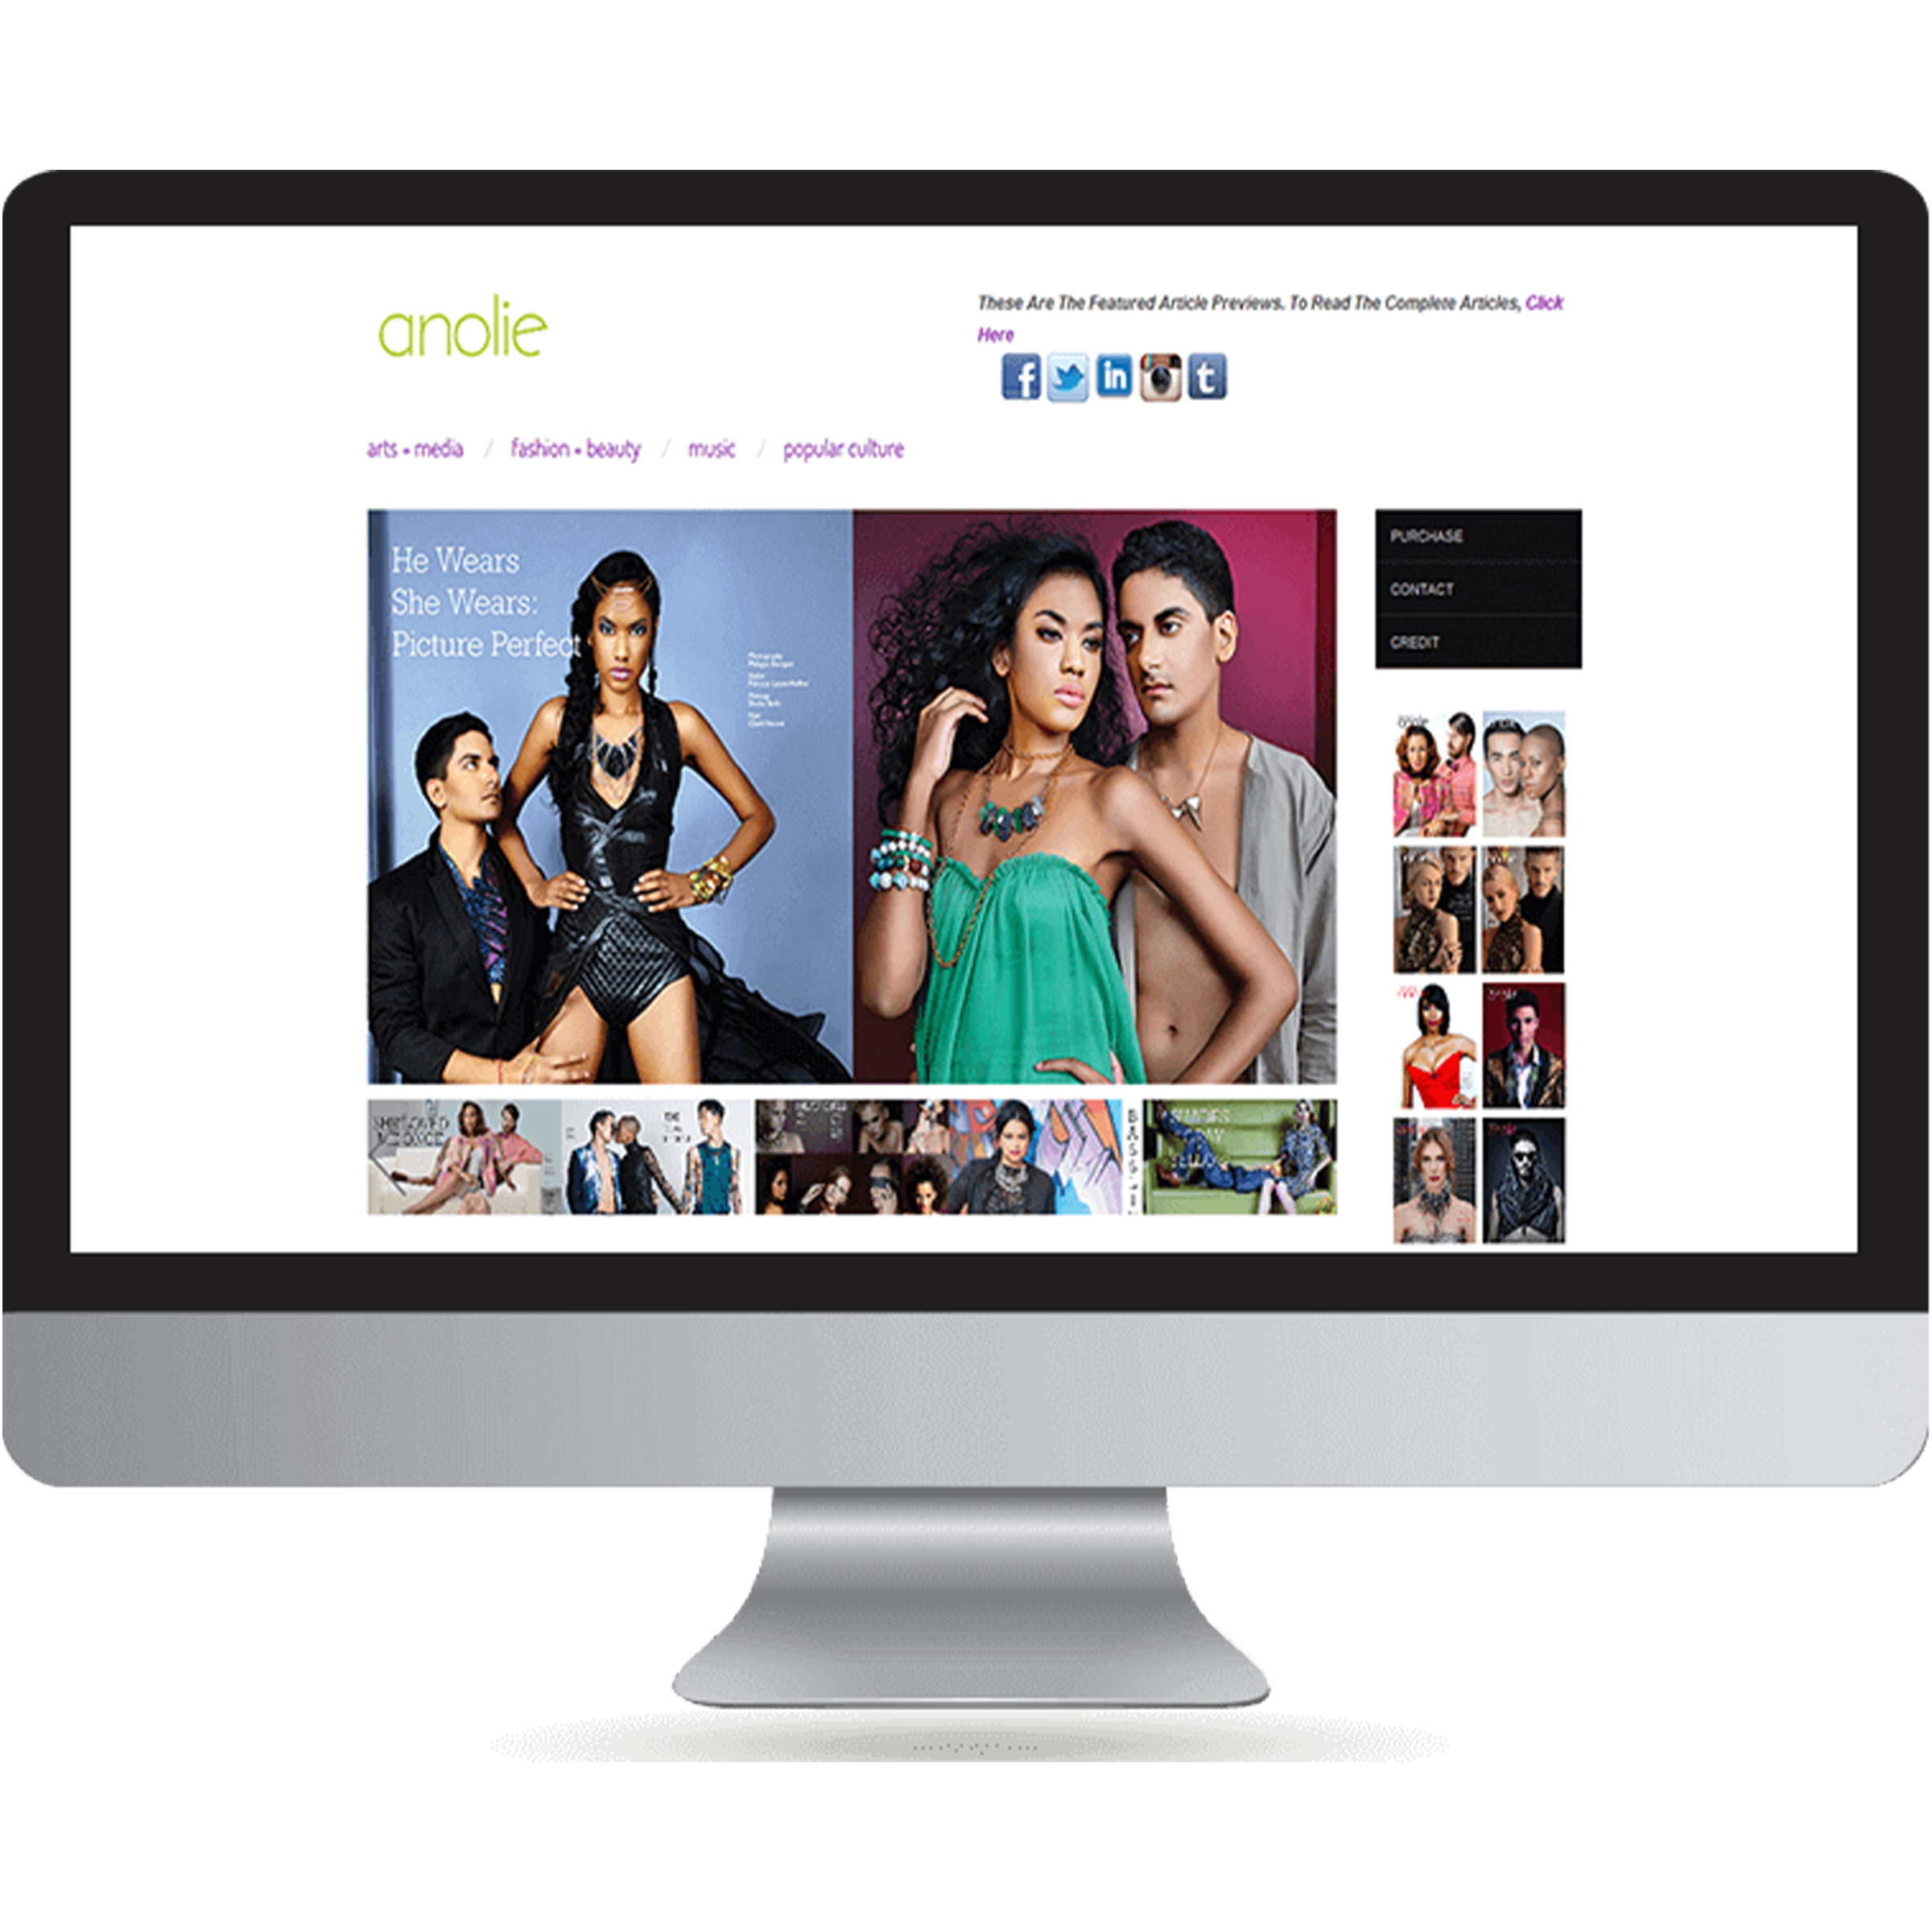 anolie
These Are The Featured Article Previews. To Read The Complete Articles, Click
Here
arts + media / fashion + beauty / music / popular culture
He Wears
She Wears:
Picture Perfect
PURCHASE
CONTACT
CREDIT